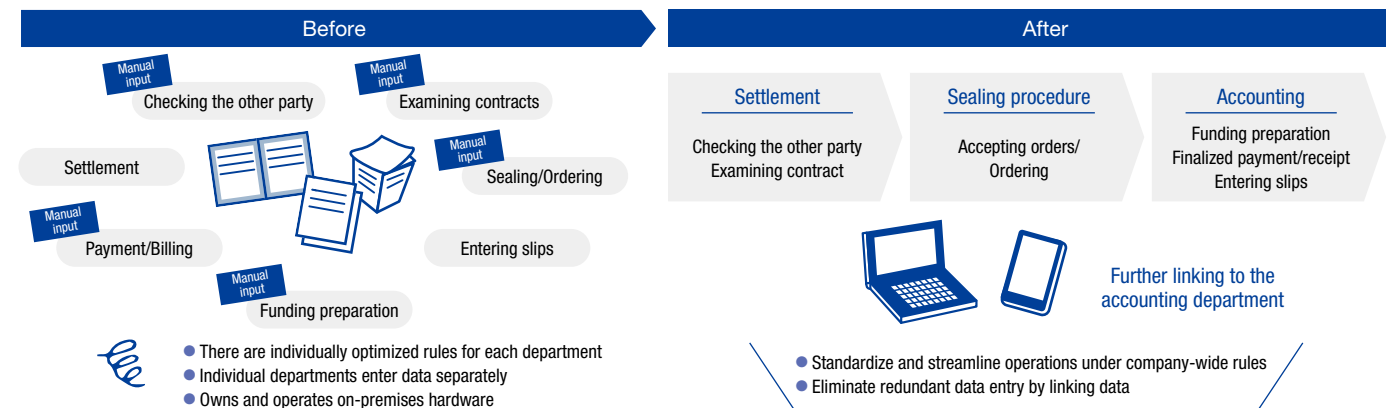 Before
Manual
input
Checking the other party
Manual
input
Examining contracts
Settlement
Manual
input
Sealing/Ordering
Manual
input
Payment/Billing
Entering slips
Manual
input
Funding preparation
● There are individually optimized rules for each department
● Individual departments enter data separately
● Owns and operates on-premises hardware
After
Settlement
Checking the other party
Examining contract
Sealing procedure
Accepting orders/
Ordering
Accounting
Funding preparation
Finalized payment/receipt
Entering slips
Further linking to the
accounting department
● Standardize and streamline operations under company-wide rules
● Eliminate redundant data entry by linking data